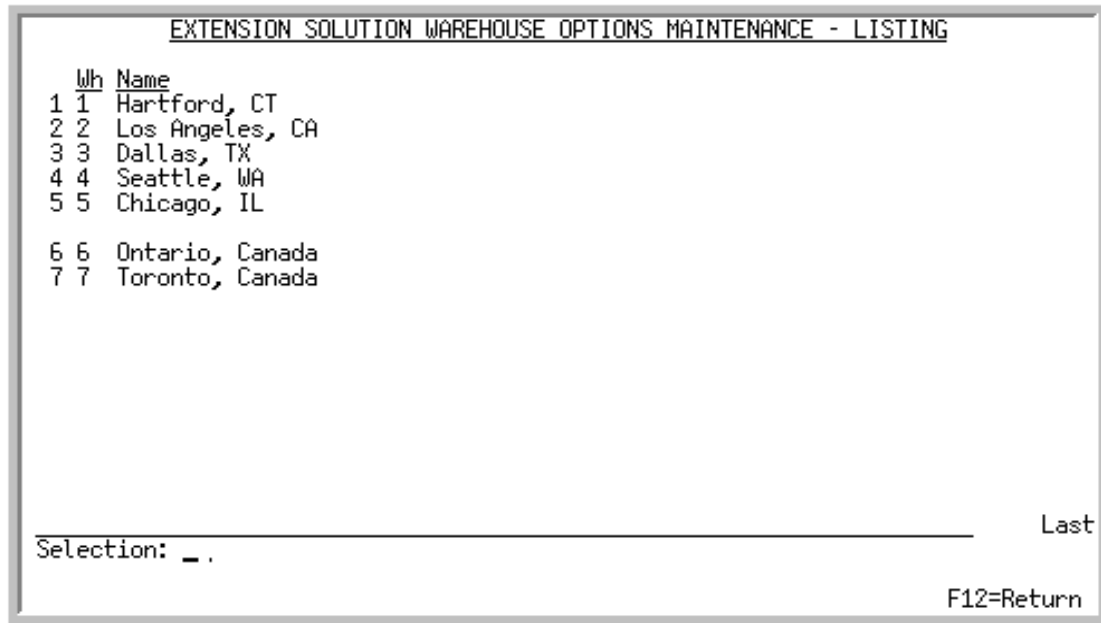 EXTENSION SOLUTION WAREHOUSE OPTIONS MAINTENANCE - LISTING
Wh Name
1 1 Hartford, CT
2 2 Los Angeles, CA
3 3 Dallas, TX
4 4 Seattle, WA
5 5 Chicago, IL
6 6 Ontario, Canada
7 7 Toronto, Canada
Last
Selection: _ .
F12=Return